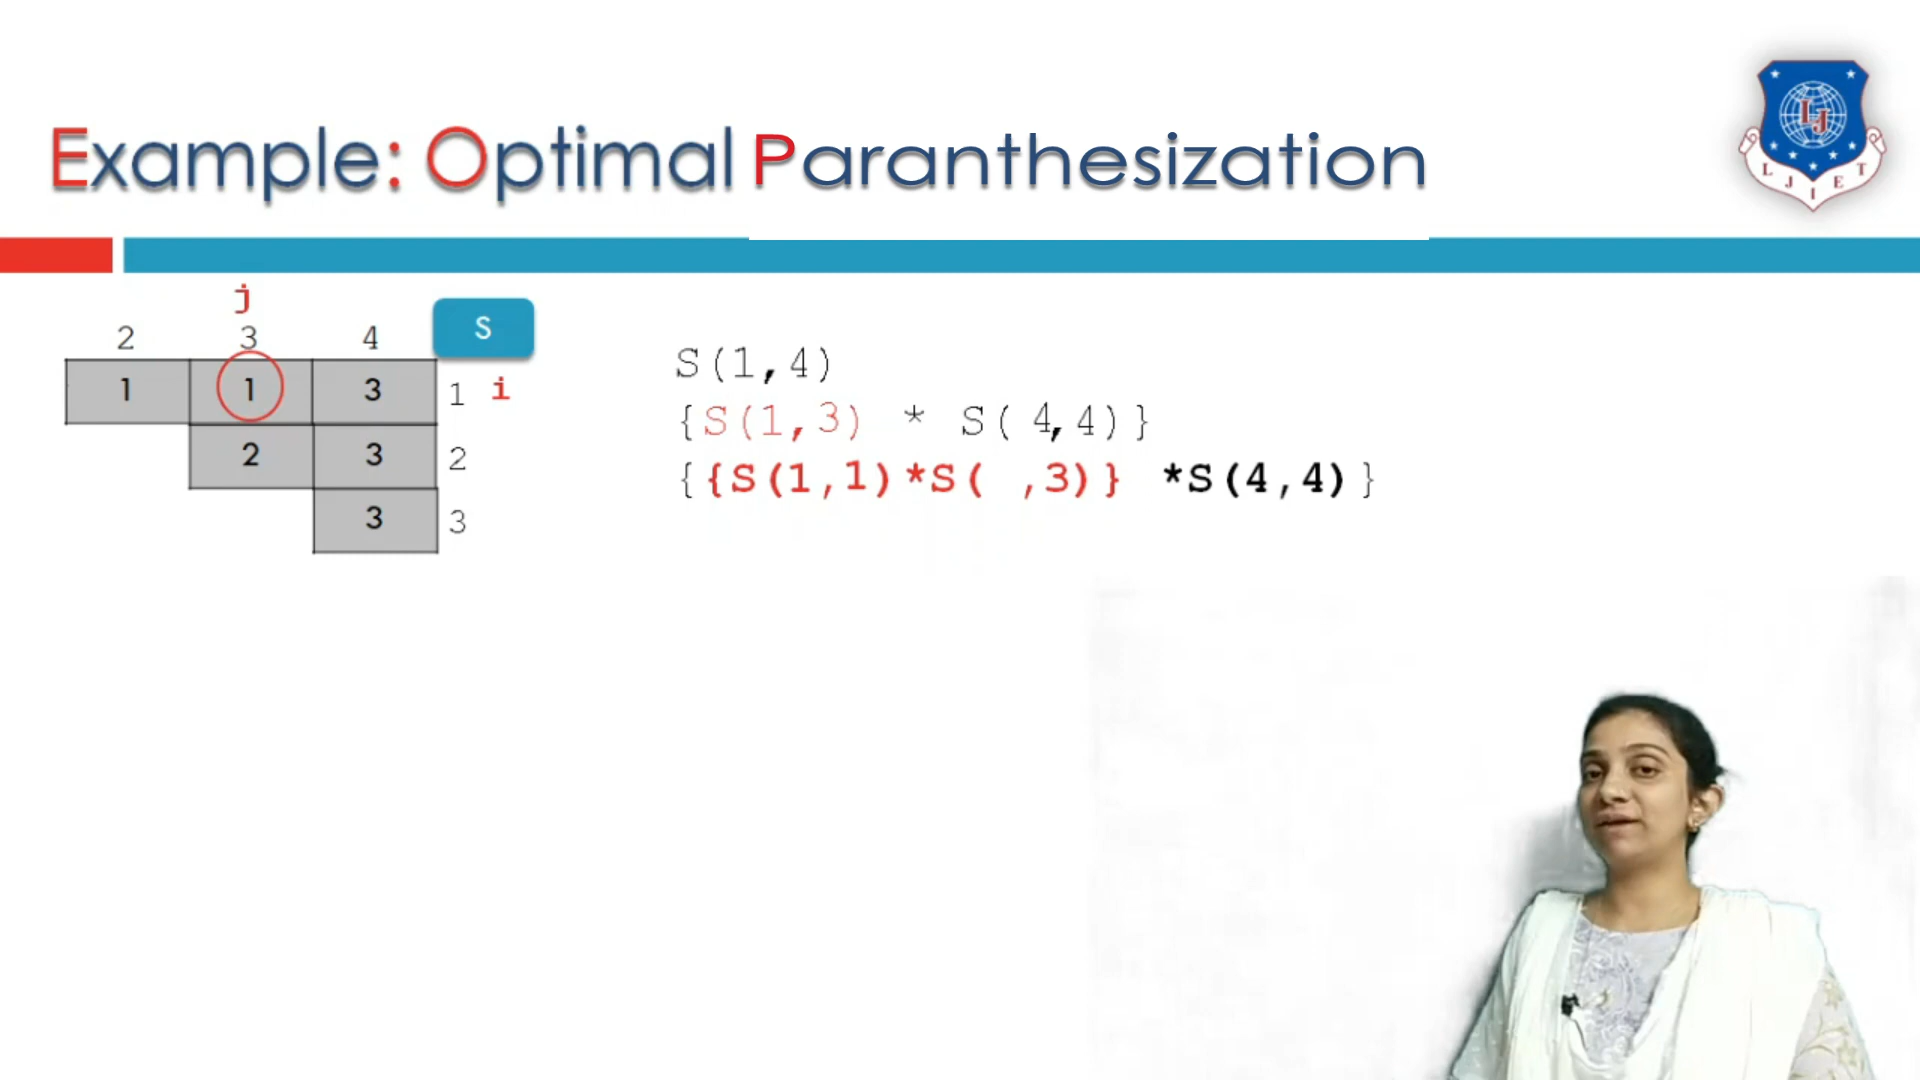 Example: Optimal Paranthesization
L J I E T
LJ
j
2 3 4 S
1 1 3 1 i
2 3 2
3 3
S(1,4)
{S(1,3) * S( 4,4)}
{{S(1,1)*S( ,3)} *S(4,4)}